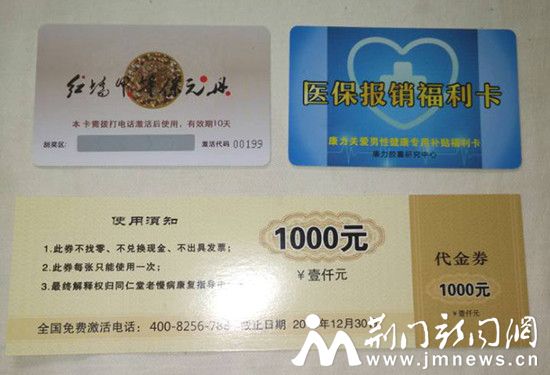 本卡需拨打电话激活后使用，有效期10天
刮奖区：
激活代码 00199
医保报销福利卡
康力关爱男性健康专用补贴福利卡
康力胶囊研究中心
使用须知
1.此券不找零、不兑换现金、不出具发票；
2.此券每张只能使用一次；
3.最终解释权归同仁堂老慢病康复指导中
1000元
￥壹仟元
全国免费激活电话：400-8256-78
截止日期 20 年12月30
代金券
1000元
￥壹仟元
荆门新闻网
www.jmnews.cn